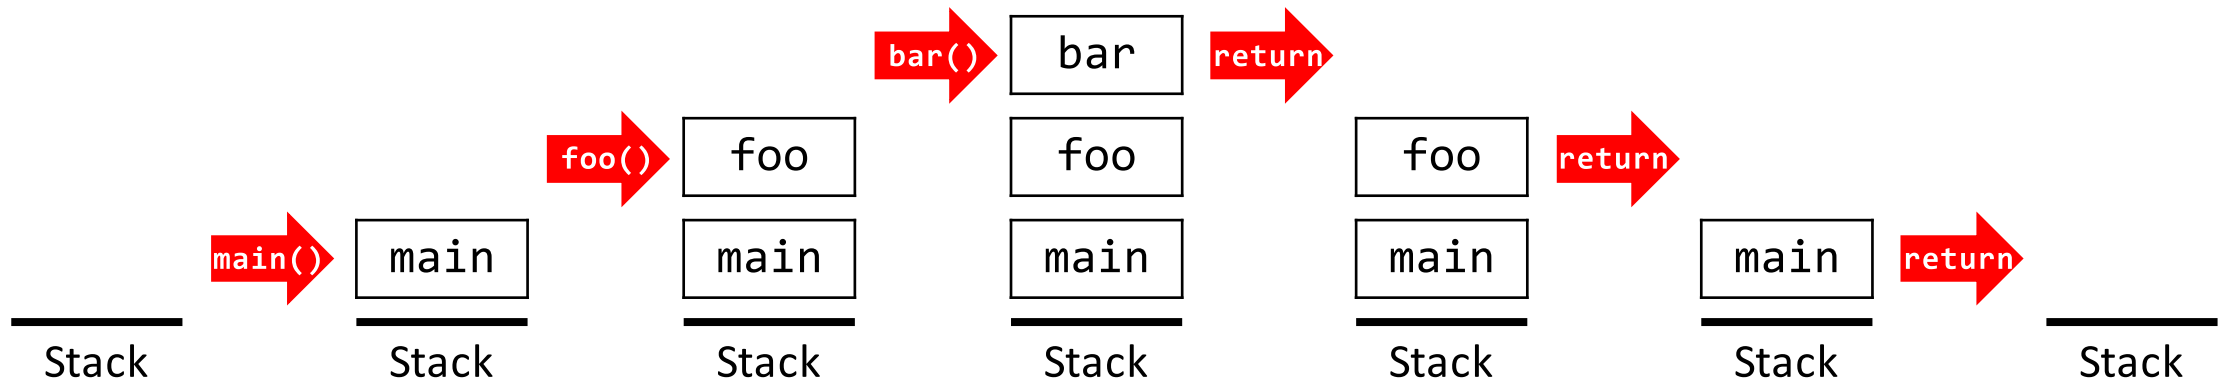 bar()
bar
return
foo()
foo
foo
foo
return
main()
main
main
main
main
main
return
Stack
Stack
Stack
Stack
Stack
Stack
Stack